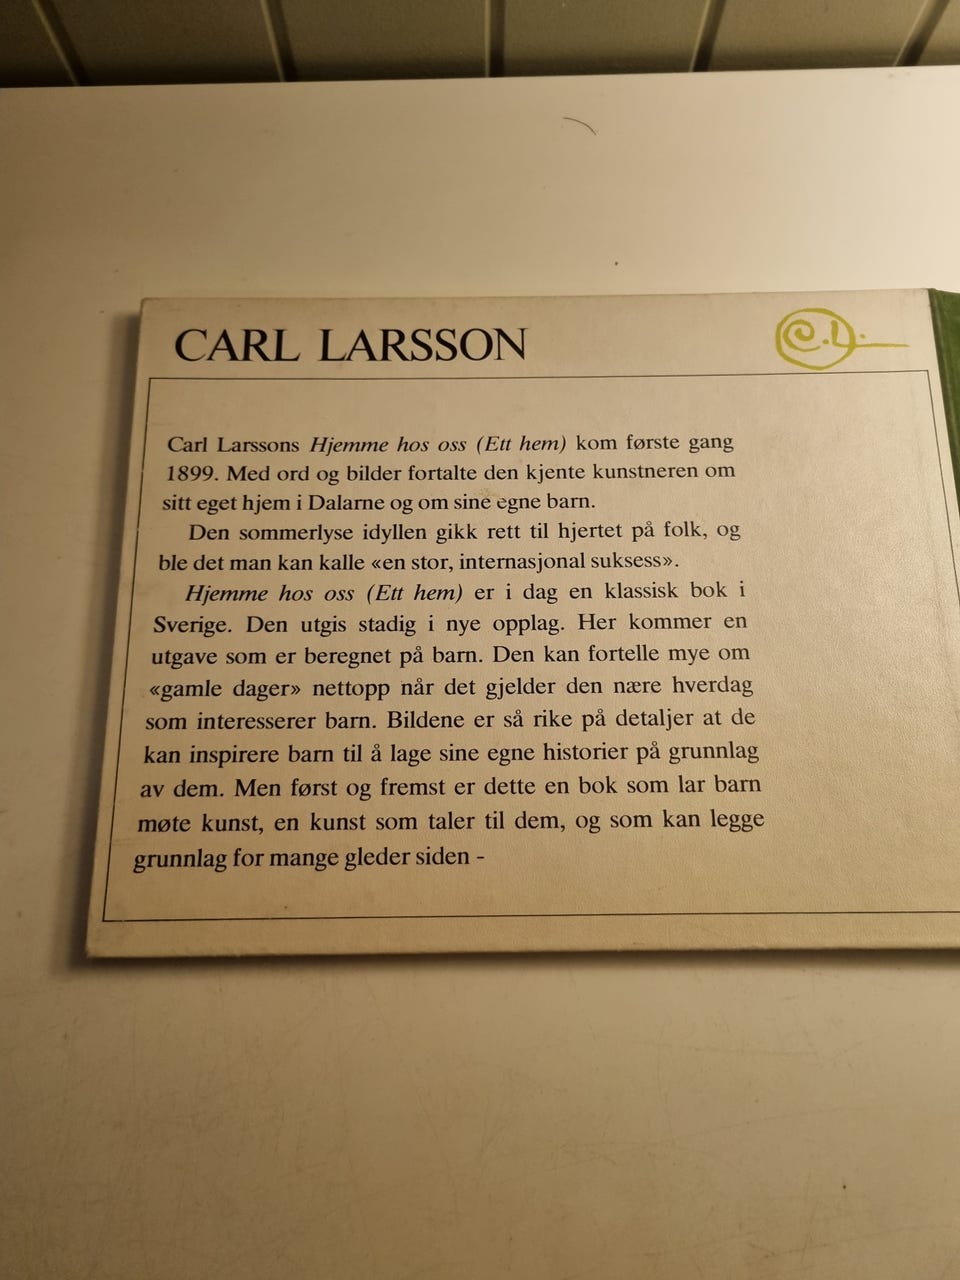 CARL LARSSON
C.L.
Carl Larssons Hjemme hos oss (Ett hem) kom første gang
1899. Med ord og bilder fortalte den kjente kunstneren om
sitt eget hjem i Dalarne og om sine egne barn.
Den sommerlyse idyllen gikk rett til hjertet på folk, og
ble det man kan kalle «en stor, internasjonal suksess».
Hjemme hos oss (Ett hem) er i dag en klassisk bok i
Sverige. Den utgis stadig i nye opplag. Her kommer en
utgave som er beregnet på barn. Den kan fortelle mye om
«gamle dager» nettopp når det gjelder den nære hverdag
som interesserer barn. Bildene er så rike på detaljer at de
kan inspirere barn til å lage sine egne historier på grunnlag
av dem. Men først og fremst er dette en bok som lar barn
møte kunst, en kunst som taler til dem, og som kan legge
grunnlag for mange gleder siden -